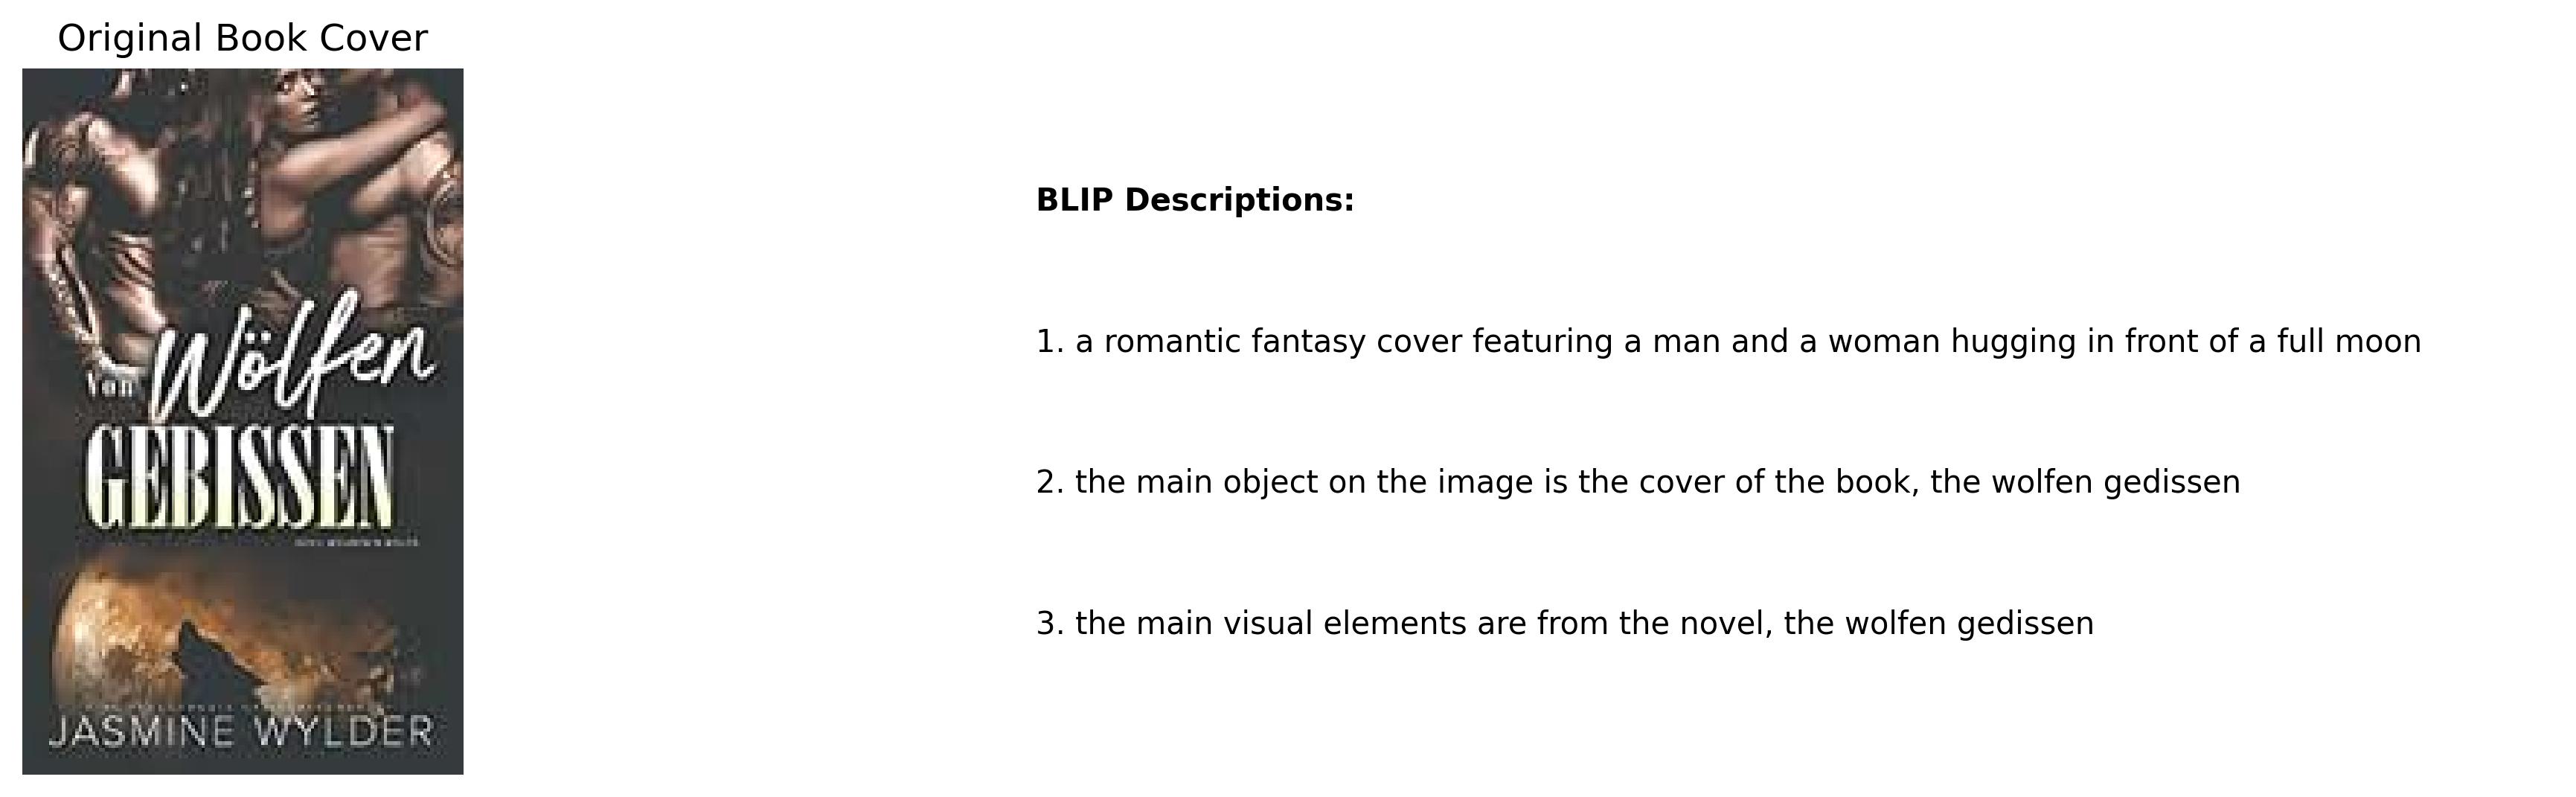 Original Book Cover
Von Wölfen
GEBISSEN
JASMINE WYLDER
BLIP Descriptions:
1. a romantic fantasy cover featuring a man and a woman hugging in front of a full moon
2. the main object on the image is the cover of the book, the wolfen gedissen
3. the main visual elements are from the novel, the wolfen gedissen